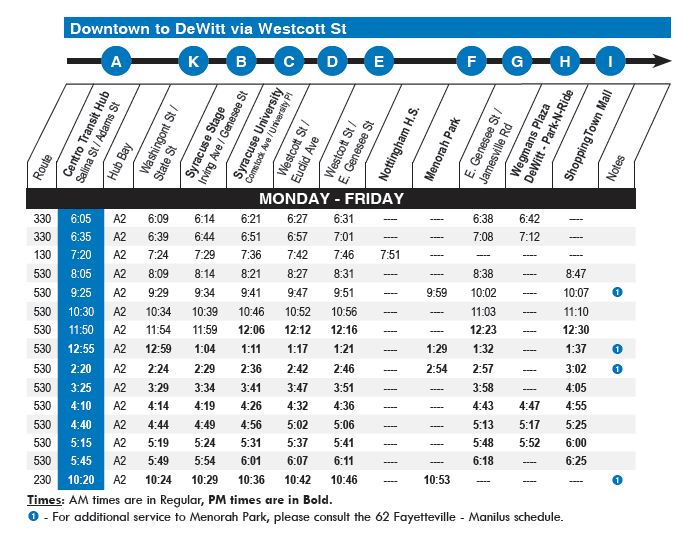 Downtown to DeWitt via Westcott St
A K B C D E F G H I
Route
Centro Transit Hub
Salina St / Adams St
Hub Bay
Washingont St /
State St
Syracuse Stage
Irving Ave / Genesee St
Syracuse University
Comstock Ave / University Pl
Westcott St /
Euclid Ave
Westcott St /
E. Genesee St
Nottingham H.S.
Menorah Park
E. Genesee St /
Jamesville Rd
Wegmans Plaza
DeWitt - Park-N-Ride
ShoppingTown Mall
Notes
MONDAY - FRIDAY
330 6:05 A2 6:09 6:14 6:21 6:27 6:31 ---- ---- 6:38 6:42 ----
330 6:35 A2 6:39 6:44 6:51 6:57 7:01 ---- ---- 7:08 7:12 ----
130 7:20 A2 7:24 7:29 7:36 7:42 7:46 7:51 ---- ---- ---- ----
530 8:05 A2 8:09 8:14 8:21 8:27 8:31 ---- ---- 8:38 ---- 8:47
530 9:25 A2 9:29 9:34 9:41 9:47 9:51 ---- 9:59 10:02 ---- 10:07 1
530 10:30 A2 10:34 10:39 10:46 10:52 10:56 ---- ---- 11:03 ---- 11:10
530 11:50 A2 11:54 11:59 12:06 12:12 12:16 ---- ---- 12:23 ---- 12:30
530 12:55 A2 12:59 1:04 1:11 1:17 1:21 ---- 1:29 1:32 ---- 1:37 1
530 2:20 A2 2:24 2:29 2:36 2:42 2:46 ---- 2:54 2:57 ---- 3:02 1
530 3:25 A2 3:29 3:34 3:41 3:47 3:51 ---- ---- 3:58 ---- 4:05
530 4:10 A2 4:14 4:19 4:26 4:32 4:36 ---- ---- 4:43 4:47 4:55
530 4:40 A2 4:44 4:49 4:56 5:02 5:06 ---- ---- 5:13 5:17 5:25
530 5:15 A2 5:19 5:24 5:31 5:37 5:41 ---- ---- 5:48 5:52 6:00
530 5:45 A2 5:49 5:54 6:01 6:07 6:11 ---- ---- 6:18 ---- 6:25
230 10:20 A2 10:24 10:29 10:36 10:42 10:46 ---- 10:53 ---- ---- ---- 1
Times: AM times are in Regular, PM times are in Bold.
1 - For additional service to Menorah Park, please consult the 62 Fayetteville - Manilus schedule.